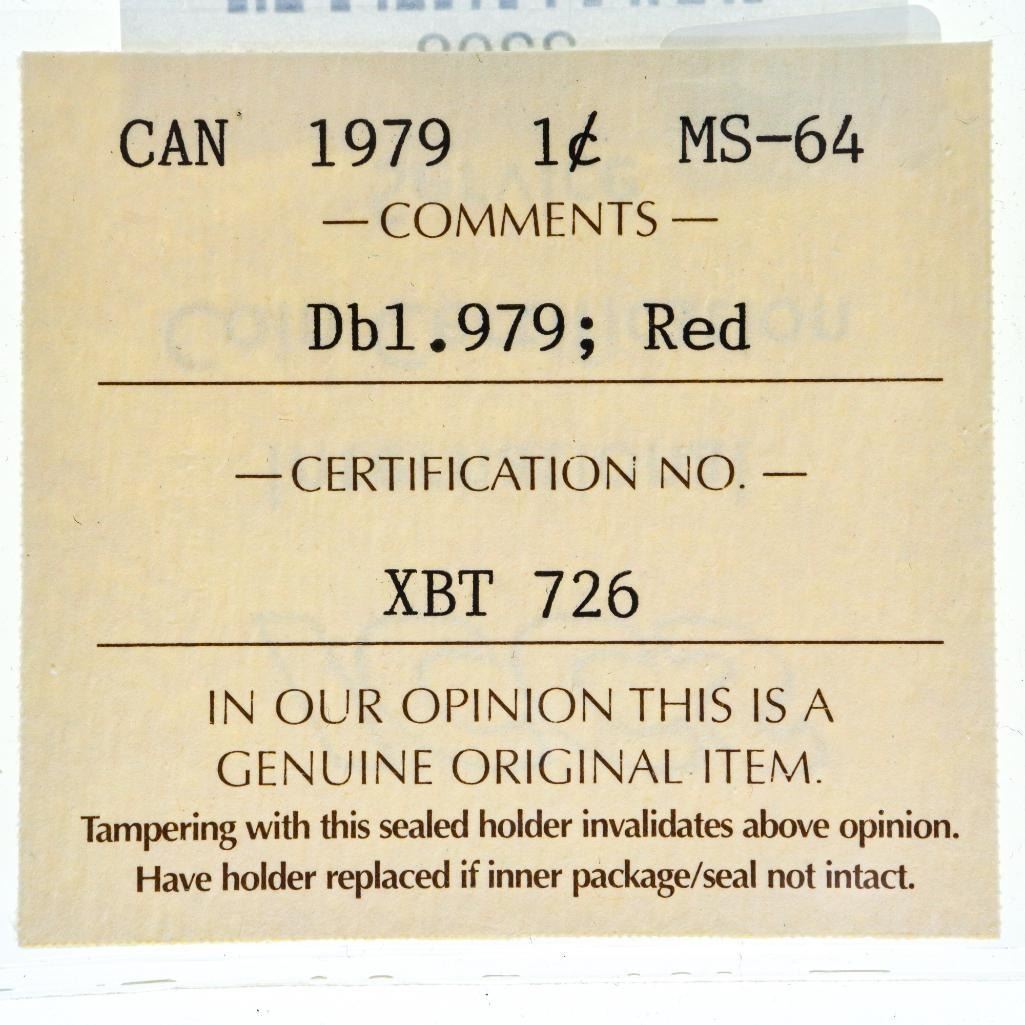 CAN 1979 1¢ MS-64
— COMMENTS —
Dbl.979; Red
— CERTIFICATION NO. —
XBT 726
IN OUR OPINION THIS IS A
GENUINE ORIGINAL ITEM.
Tampering with this sealed holder invalidates above opinion.
Have holder replaced if inner package/seal not intact.